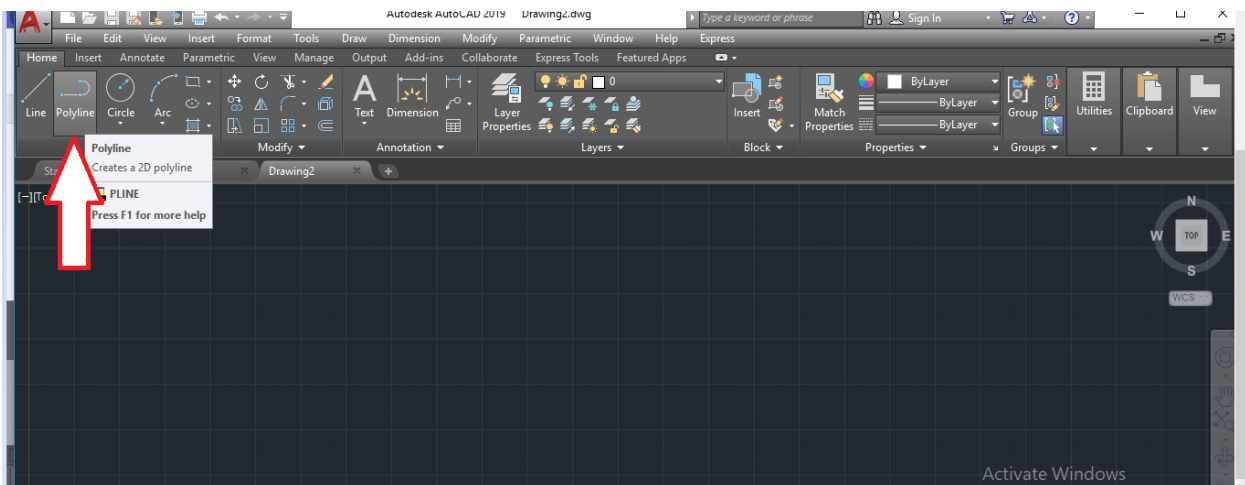 Autodesk AutoCAD 2019 Drawing2.dwg
Type a keyword or phrase
Sign In
File Edit View Insert Format Tools Draw Dimension Modify Parametric Window Help Express
Home Insert Annotate Parametric View Manage Output Add-ins Collaborate Express Tools Featured Apps
Line Polyline Circle Arc
Text Dimension
Layer
Properties
0
Insert
Match
Properties
ByLayer
ByLayer
ByLayer
Group
Utilities
Clipboard
View
Modify
Annotation
Layers
Block
Properties
Groups
Drawing2
Polyline
Creates a 2D polyline
PLINE
Press F1 for more help
N
W TOP E
S
WCS
Activate Windows